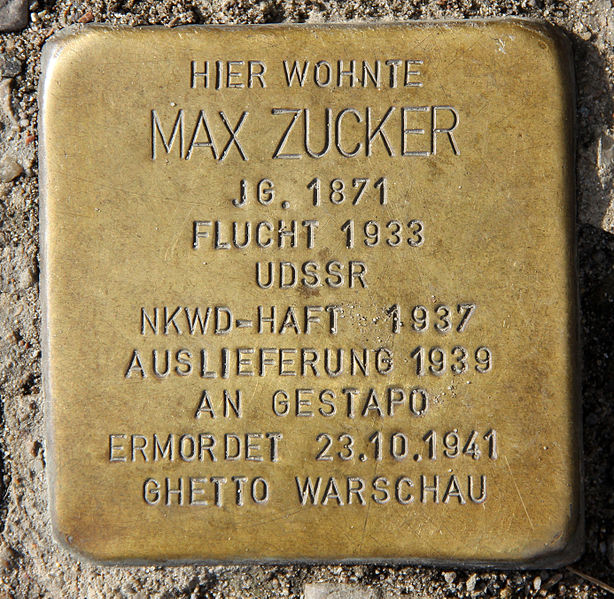 HIER WOHNTE
MAX ZUCKER
JG. 1871
FLUCHT 1933
UDSSR
NKWD-HAFT 1937
AUSLIEFERUNG 1939
AN GESTAPO
ERMORDET 23.10.1941
GHETTO WARSCHAU